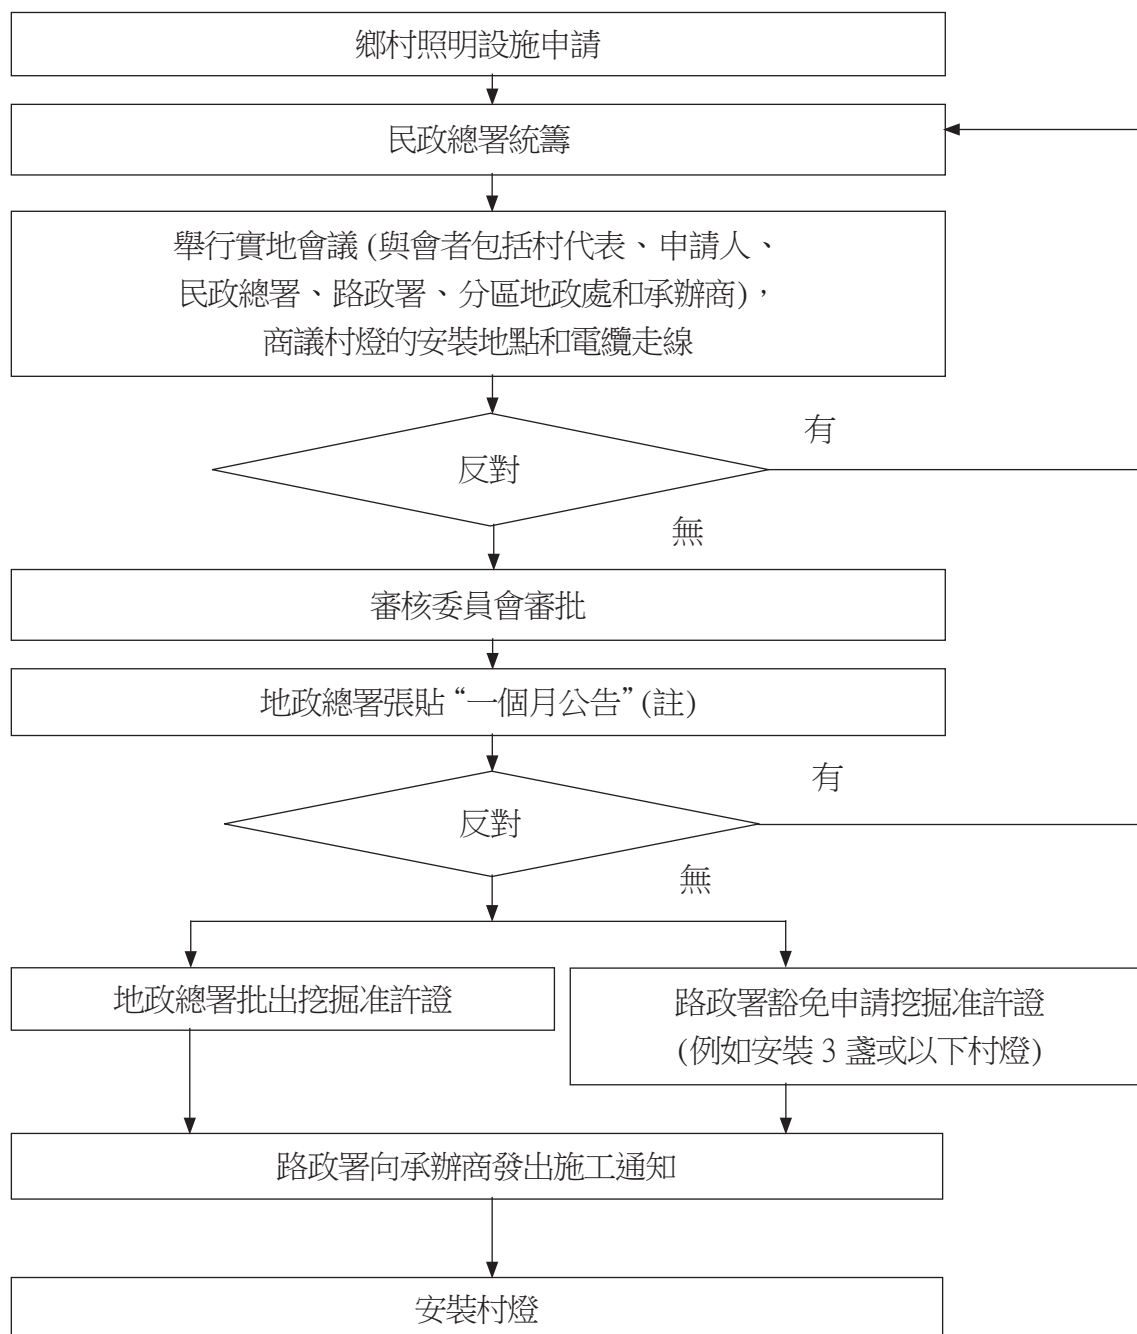 鄉村照明設施申請
民政總署統籌
舉行實地會議 (與會者包括村代表、申請人、
民政總署、路政署、分區地政處和承辦商)，
商議村燈的安裝地點和電纜走線
有
反對
無
審核委員會審批
地政總署張貼 “一個月公告” (註)
有
反對
無
地政總署批出挖掘准許證
路政署豁免申請挖掘准許證
(例如安裝 3 盞或以下村燈)
路政署向承辦商發出施工通知
安裝村燈